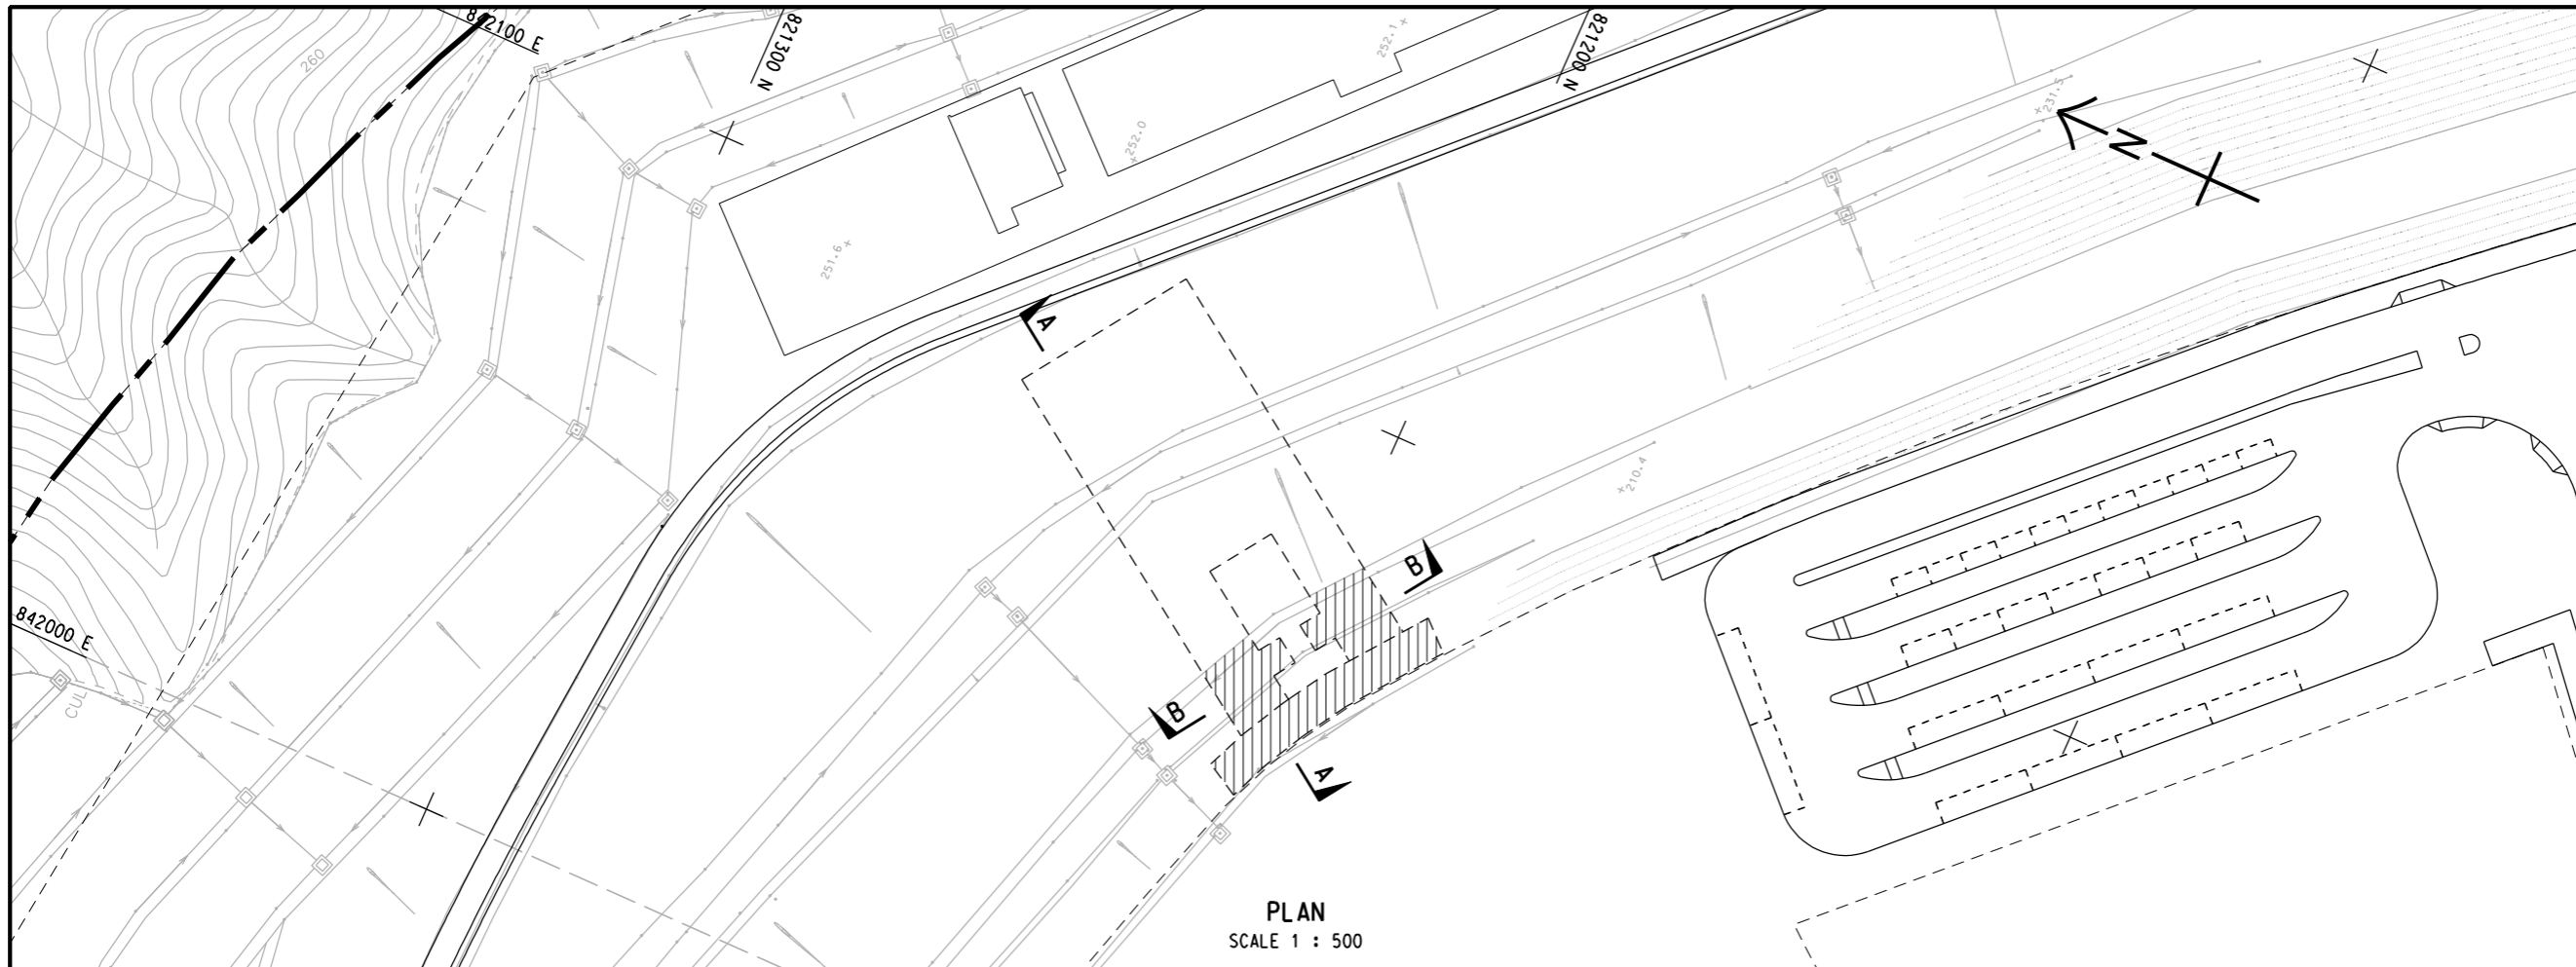 842100 E
260
821300 N
252.1
821200 N
231.5
252.0
N
251.6
A
210.4
B
842000 E
CUL
B
A
PLAN
SCALE 1 : 500